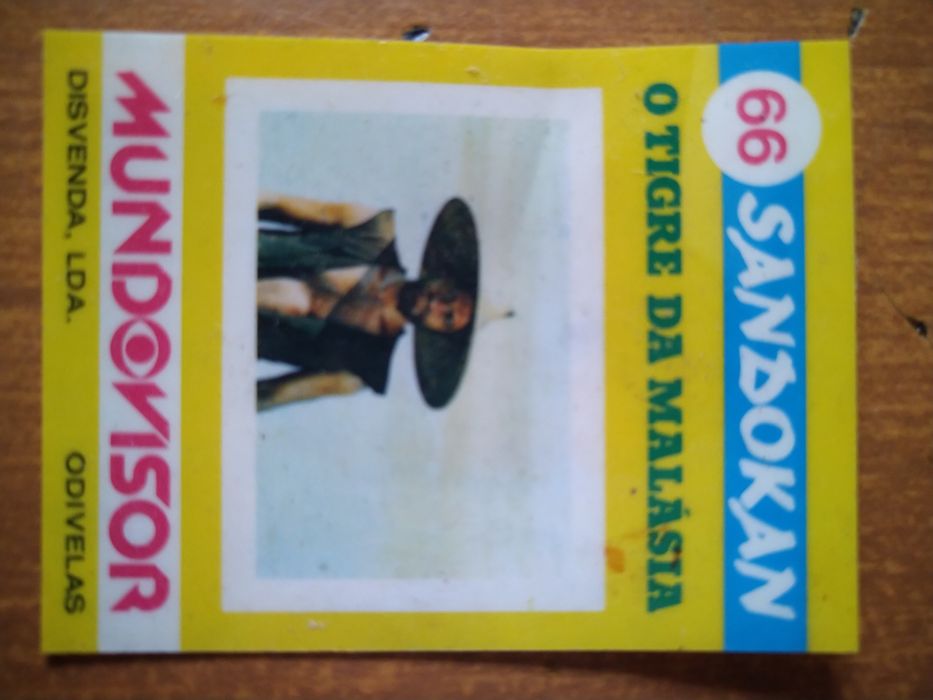 66 SANDOKAN
O TIGRE DA MALÁSIA
MUNDOVISOR
DISVENDA, LDA. ODIVELAS